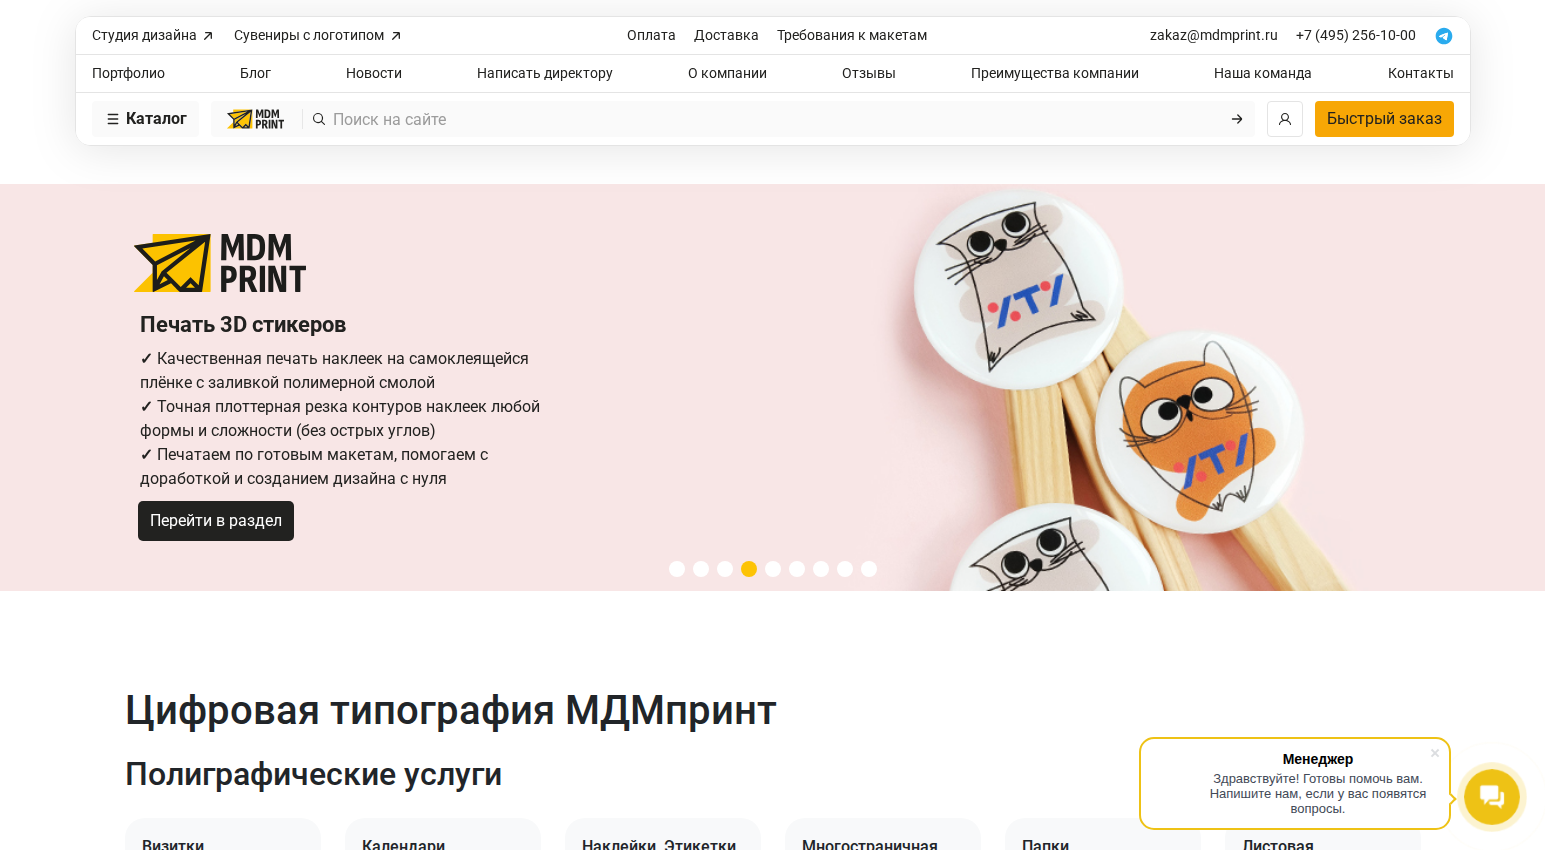 Студия дизайна
Сувениры с логотипом
Оплата
Доставка
Требования к макетам
zakaz@mdmprint.ru
+7 (495) 256-10-00
Портфолио
Блог
Новости
Написать директору
О компании
Отзывы
Преимущества компании
Наша команда
Контакты
Каталог
MDM
PRINT
Поиск на сайте
Быстрый заказ
MDM
PRINT
Печать 3D стикеров
✓ Качественная печать наклеек на самоклеящейся
плёнке с заливкой полимерной смолой
✓ Точная плоттерная резка контуров наклеек любой
формы и сложности (без острых углов)
✓ Печатаем по готовым макетам, помогаем с
доработкой и созданием дизайна с нуля
Перейти в раздел
Цифровая типография МДМпринт
Полиграфические услуги
Менеджер
Здравствуйте! Готовы помочь вам.
Напишите нам, если у вас появятся
вопросы.
Визитки
Календари
Наклейки, Этикетки
Многостраничная
Папки
Листовая